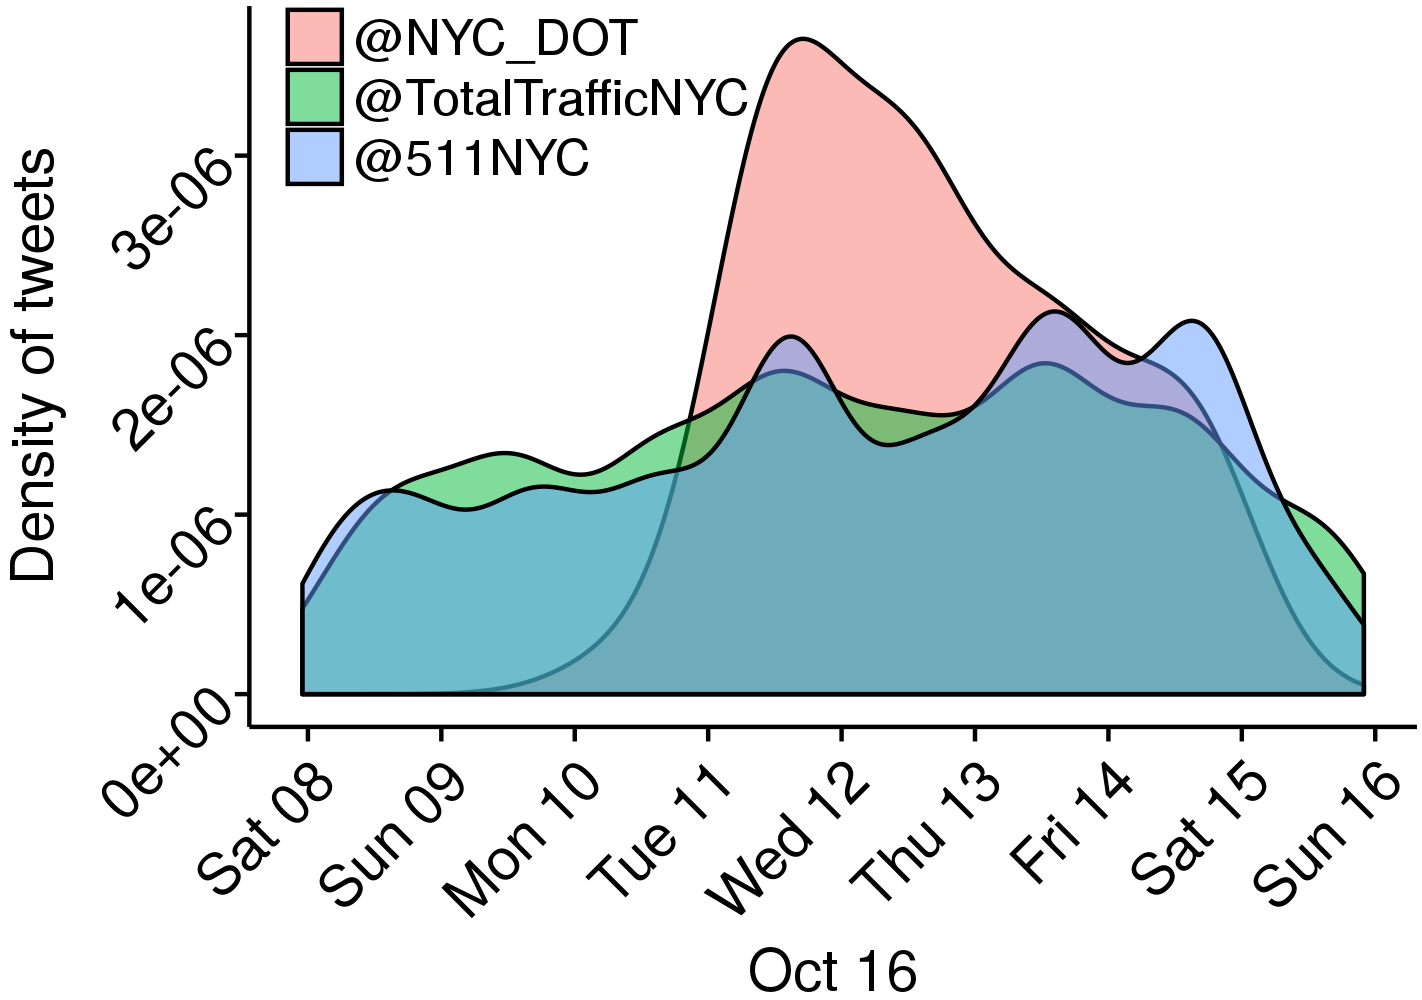 @NYC_DOT
@TotalTrafficNYC
@511NYC
Density of tweets
3e-06
2e-06
1e-06
0e+00
Sat 08
Sun 09
Mon 10
Tue 11
Wed 12
Thu 13
Fri 14
Sat 15
Sun 16
Oct 16